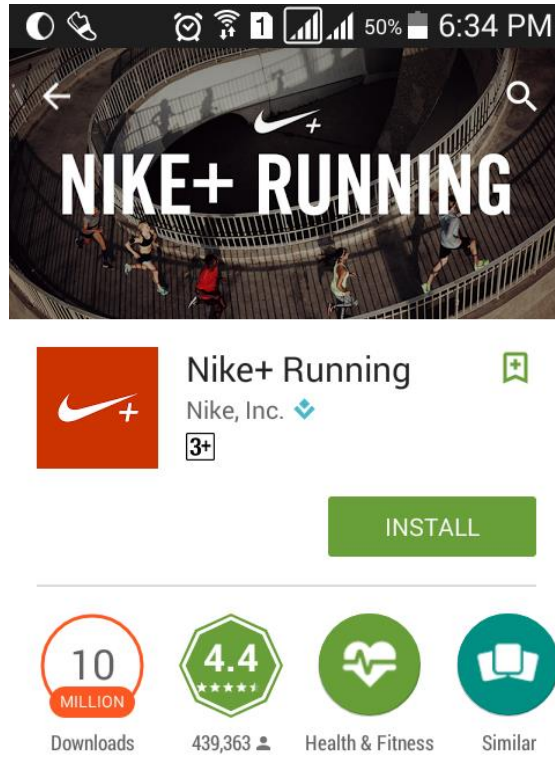 1 50% 6:34 PM
NIKE+ RUNNING
Nike+ Running
Nike, Inc.
3+
INSTALL
10
MILLION
4.4
Downloads
439,363
Health & Fitness
Similar